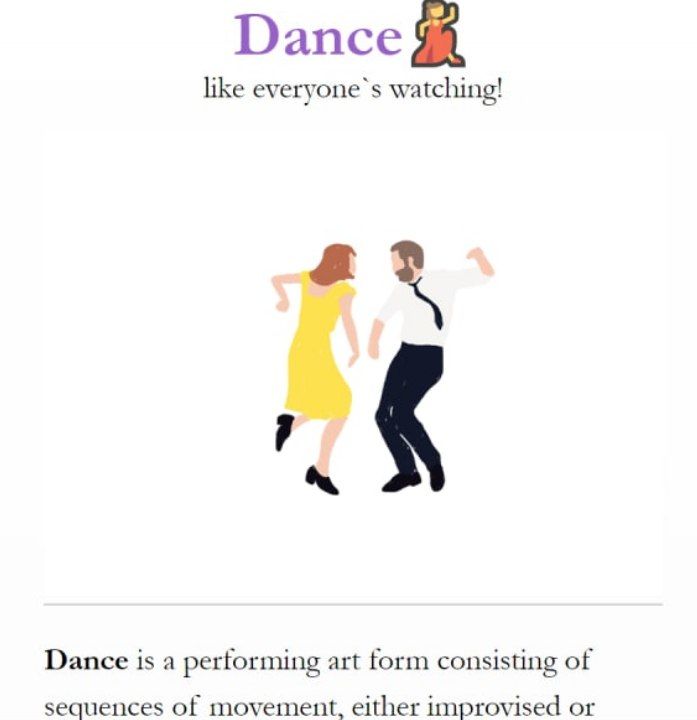 Dance💃
like everyone`s watching!
Dance is a performing art form consisting of
sequences of movement, either improvised or